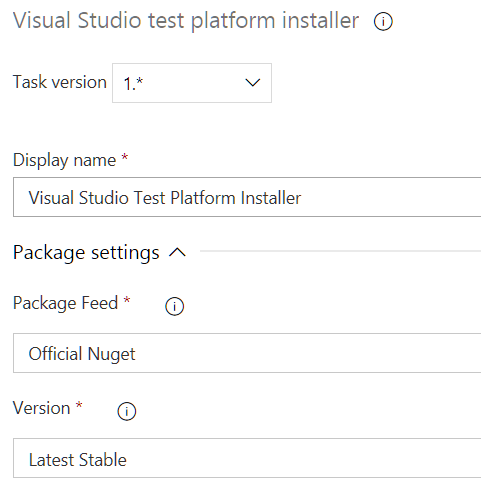 Visual Studio test platform installer
Task version 1.*
Display name *
Visual Studio Test Platform Installer
Package settings
Package Feed *
Official Nuget
Version *
Latest Stable